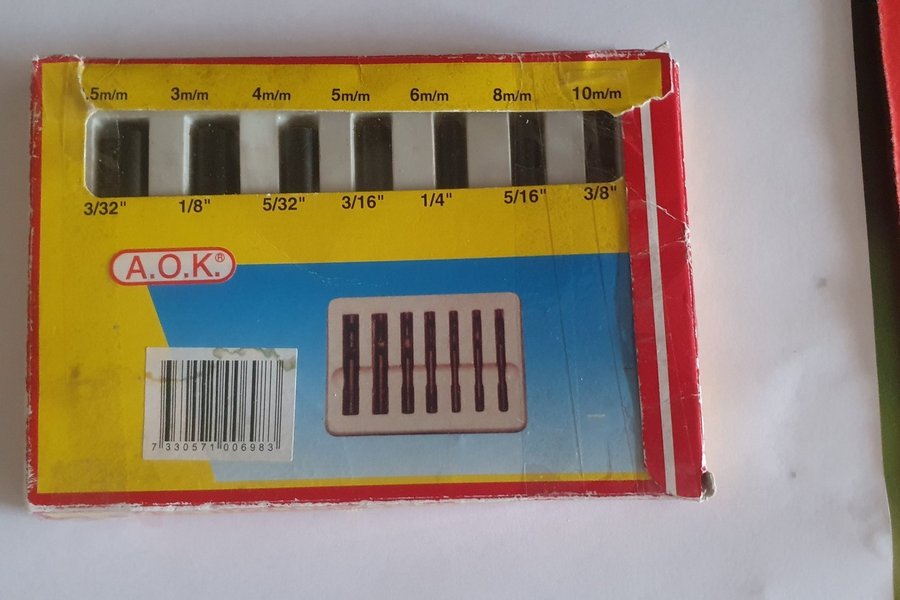 .5m/m 3m/m 4m/m 5m/m 6m/m 8m/m 10m/m
3/32" 1/8" 5/32" 3/16" 1/4" 5/16" 3/8"
A.O.K.®
7 330571 006983